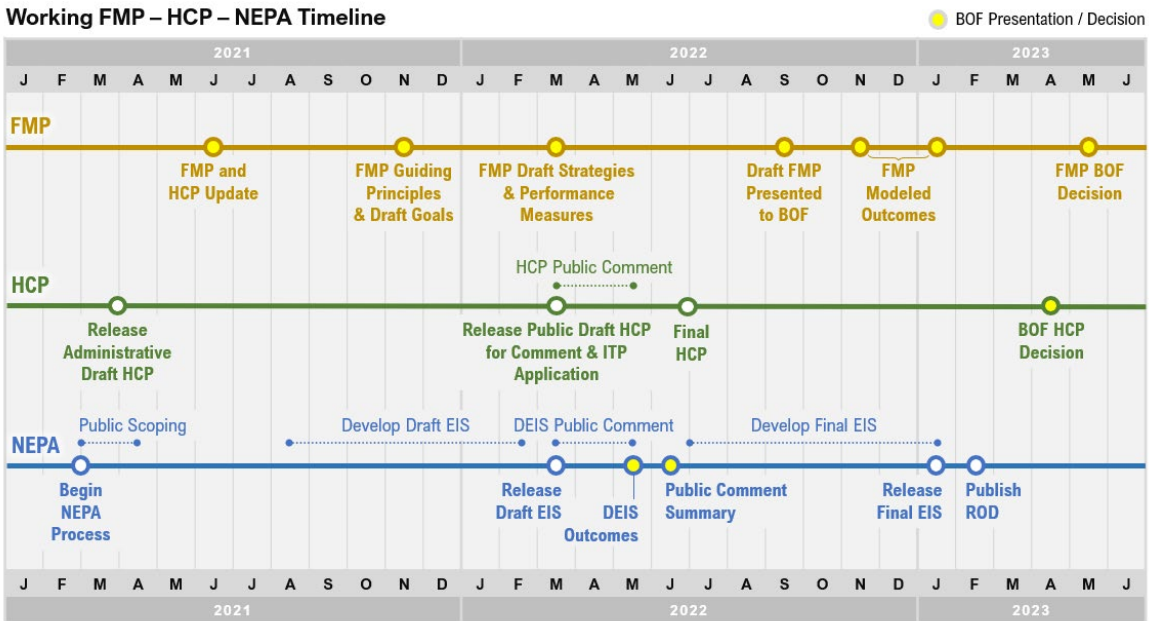 Working FMP – HCP – NEPA Timeline
BOF Presentation / Decision
2021 2022 2023
J F M A M J J A S O N D J F M A M J J A S O N D J F M A M J
FMP
FMP and
HCP Update
FMP Guiding
Principles
& Draft Goals
FMP Draft Strategies
& Performance
Measures
Draft FMP
Presented
to BOF
FMP
Modeled
Outcomes
FMP BOF
Decision
HCP Public Comment
HCP
Release
Administrative
Draft HCP
Release Public Draft HCP
for Comment & ITP
Application
Final
HCP
BOF HCP
Decision
Public Scoping
Develop Draft EIS
DEIS Public Comment
Develop Final EIS
NEPA
Begin
NEPA
Process
Release
Draft EIS
DEIS
Outcomes
Public Comment
Summary
Release
Final EIS
Publish
ROD
J F M A M J J A S O N D J F M A M J J A S O N D J F M A M J
2021 2022 2023